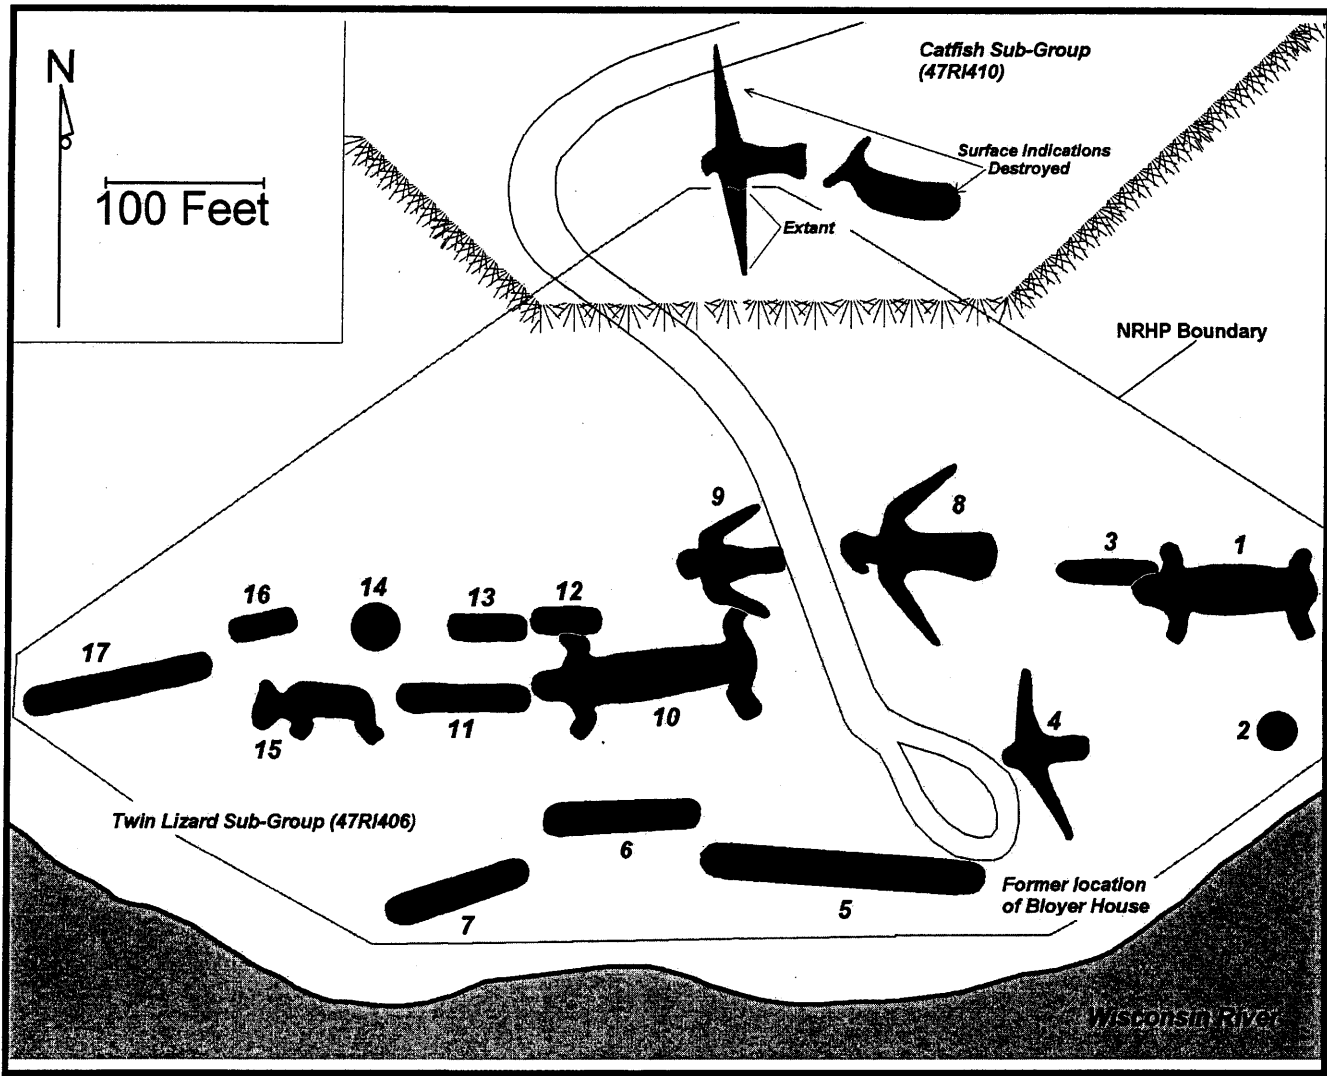 N
100 Feet
Catfish Sub-Group
(47RI410)
Surface Indications
Destroyed
Extant
NRHP Boundary
9
8
3
1
16
14
13
12
17
15
11
10
4
2
Twin Lizard Sub-Group (47RI406)
6
7
5
Former location
of Bloyer House
Wisconsin River